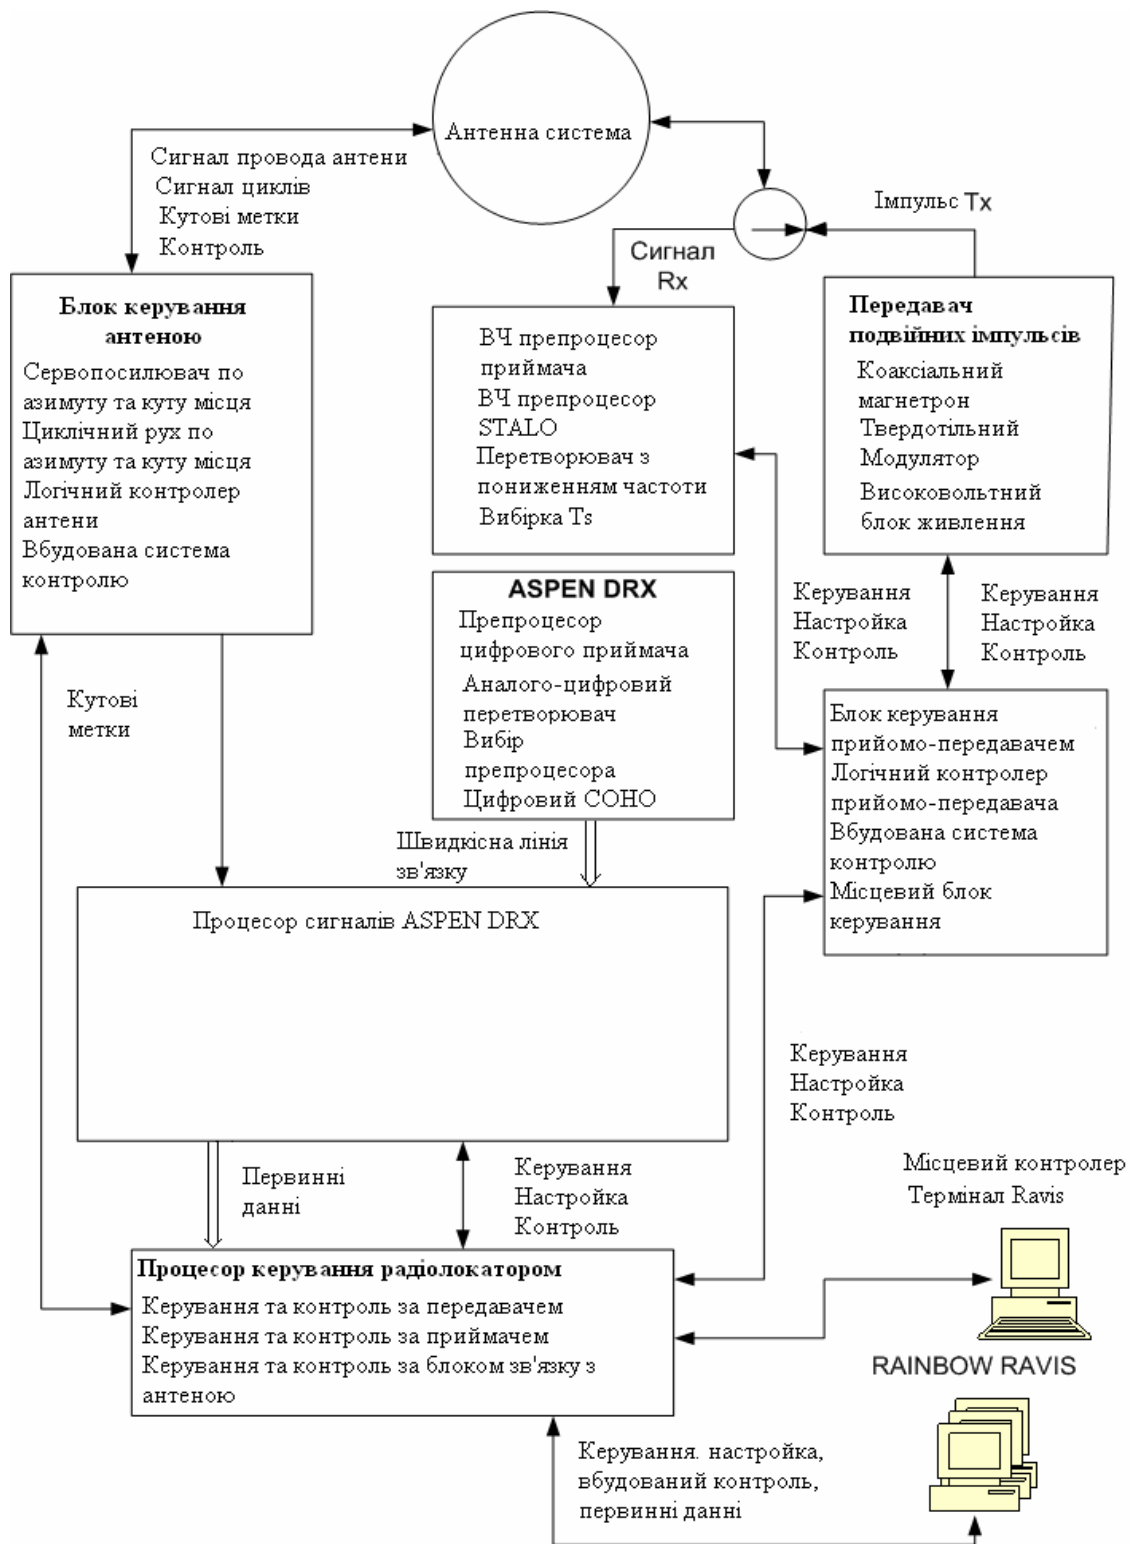 Антенна система
Сигнал провода антени
Сигнал циклів
Кутові метки
Контроль
Імпульс Tx
Сигнал
Rx
Блок керування
антеною
Сервопосилювач по
азимуту та куту місця
Циклічний рух по
азимуту та куту місця
Логічний контролер
антени
Вбудована система
контролю
ВЧ препроцесор
приймача
ВЧ препроцесор
STALO
Перетворювач з
пониженням частоти
Вибірка Ts
Передавач
подвійних імпульсів
Коаксіальний
магнетрон
Твердотільний
Модулятор
Високовольтний
блок живлення
ASPEN DRX
Препроцесор
цифрового приймача
Аналого-цифровий
перетворювач
Вибір
препроцесора
Цифровий СОНО
Керування
Настройка
Контроль
Керування
Настройка
Контроль
Кутові
метки
Блок керування
прийомо-передавачем
Логічний контролер
прийомо-передавача
Вбудована система
контролю
Місцевий блок
керування
Швидкісна лінія
зв'язку
Процесор сигналів ASPEN DRX
Керування
Настройка
Контроль
Первинні
данні
Керування
Настройка
Контроль
Місцевий контролер
Термінал Ravis
Процесор керування радіолокатором
Керування та контроль за передавачем
Керування та контроль за приймачем
Керування та контроль за блоком зв'язку з
антеною
RAINBOW RAVIS
Керування. настройка,
вбудований контроль,
первинні данні